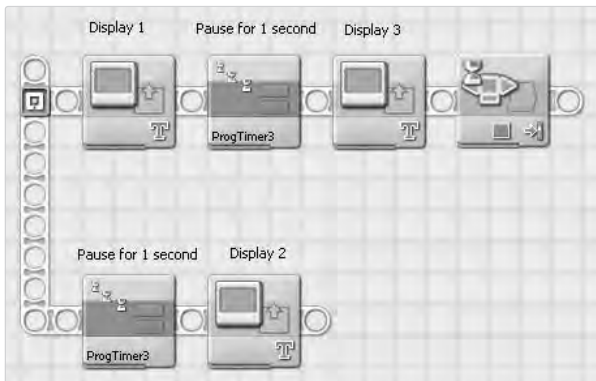 Display 1
Pause for 1 second
Display 3
T
ProgTimer3
T
Pause for 1 second
Display 2
ProgTimer3
T